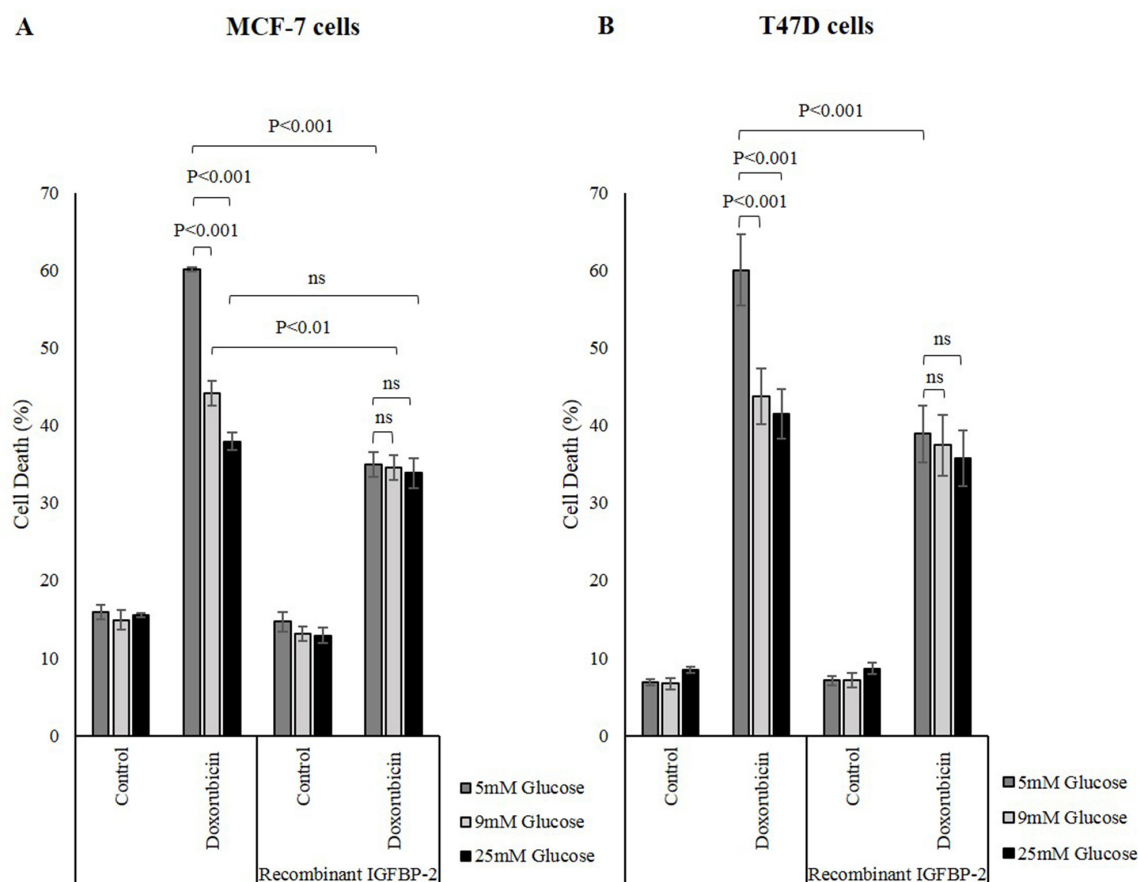 A MCF-7 cells
P<0.001
P<0.001
P<0.001
ns
P<0.01
ns
ns
Cell Death (%)
70
60
50
40
30
20
10
0
Control
Doxorubicin
Control
Doxorubicin
Recombinant IGFBP-2
5mM Glucose
9mM Glucose
25mM Glucose
B T47D cells
P<0.001
P<0.001
P<0.001
ns
ns
Cell Death (%)
70
60
50
40
30
20
10
0
Control
Doxorubicin
Control
Doxorubicin
Recombinant IGFBP-2
5mM Glucose
9mM Glucose
25mM Glucose